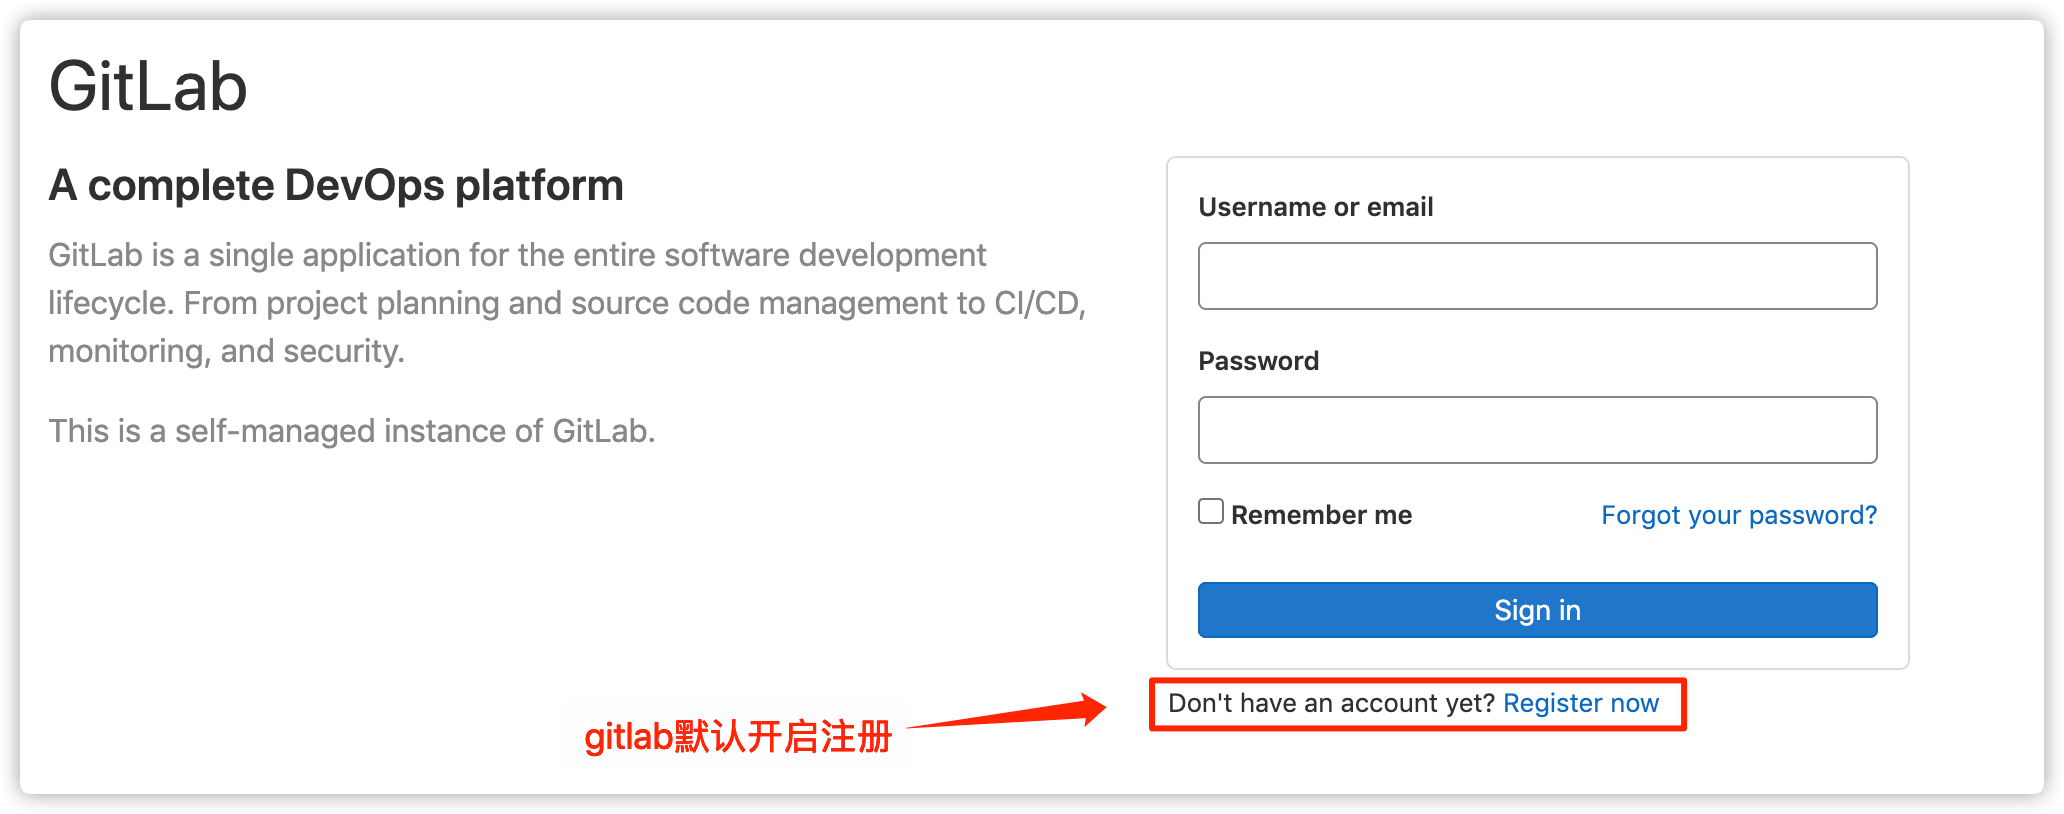 GitLab
A complete DevOps platform
GitLab is a single application for the entire software development
lifecycle. From project planning and source code management to CI/CD,
monitoring, and security.
This is a self-managed instance of GitLab.
Username or email
Password
Remember me
Forgot your password?
Sign in
Don't have an account yet? Register now
gitlab默认开启注册